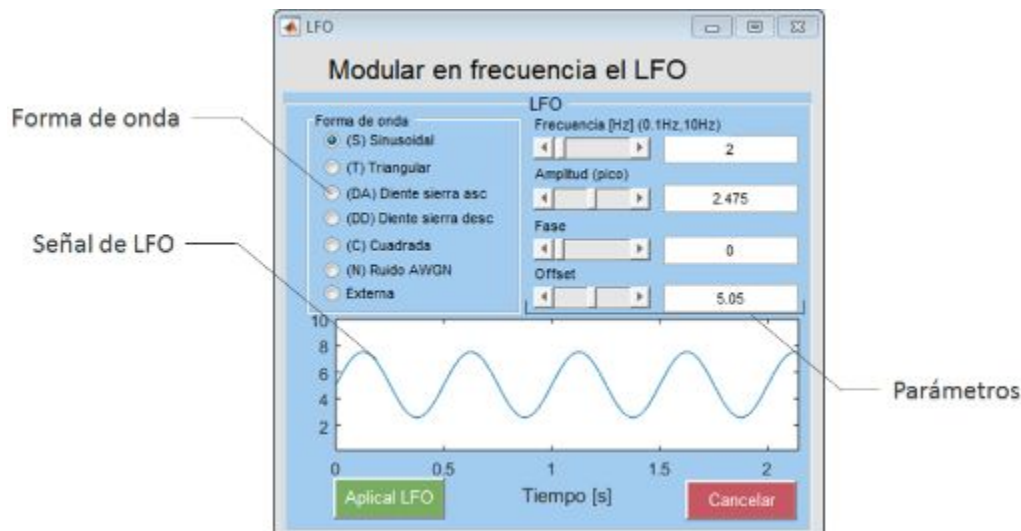 LFO
Modular en frecuencia el LFO
LFO
Forma de onda
Forma de onda
(S) Sinusoidal
(T) Triangular
(DA) Diente sierra asc
(DD) Diente sierra desc
(C) Cuadrada
(N) Ruido AWGN
Externa
Frecuencia [Hz] (0.1Hz,10Hz)
2
Amplitud (pico)
2.475
Fase
0
Offset
5.05
Señal de LFO
Parámetros
10
8
6
4
2
0 0.5 1 1.5 2
Tiempo [s]
Aplical LFO
Cancelar